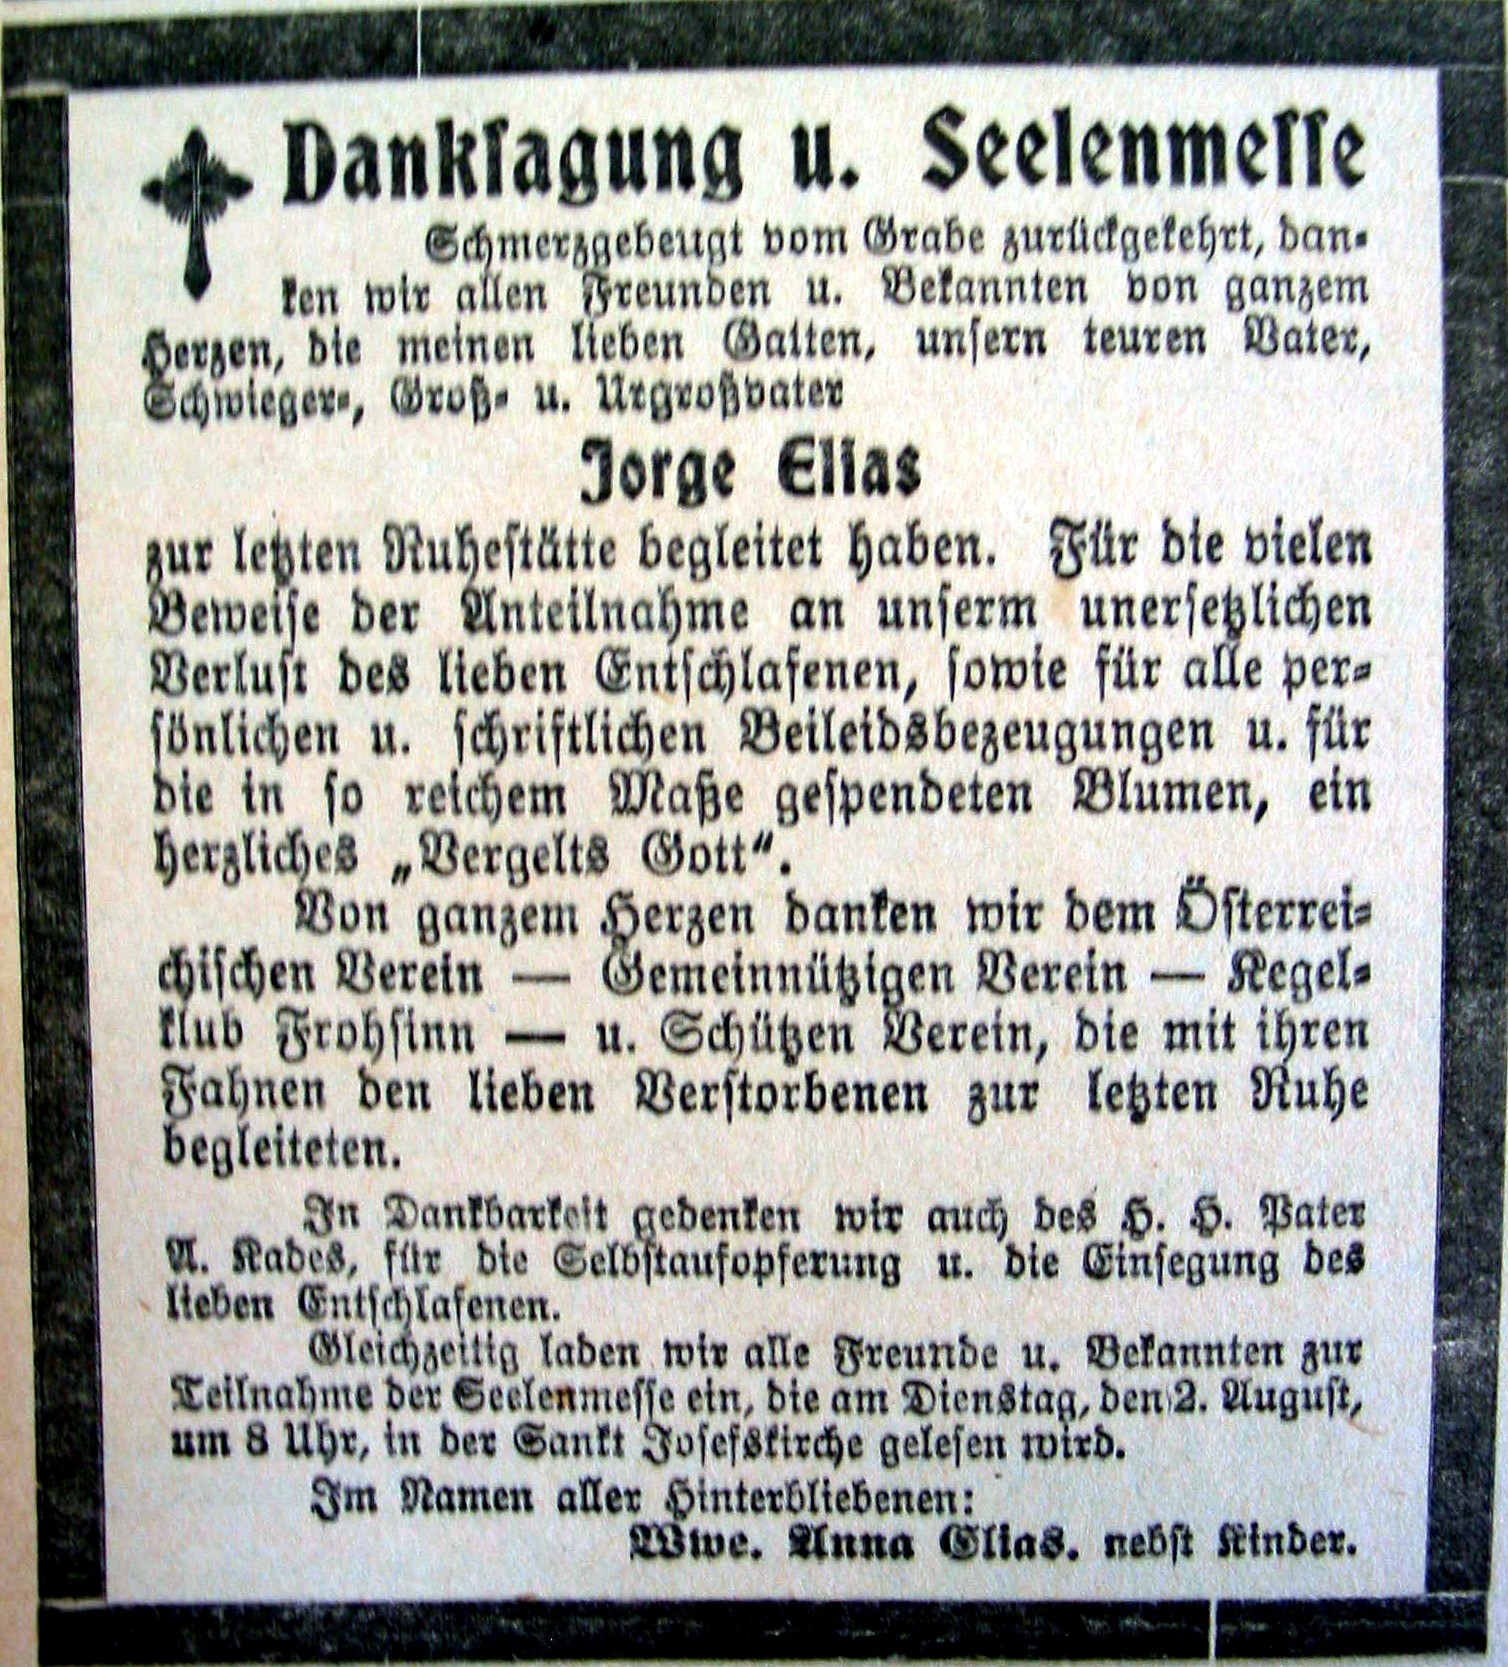 Dankſagung u. Seelenmeſſe
Schmerzgebeugt vom Grabe zurückgekehrt, dan-
ken wir allen Freunden u. Bekannten von ganzem
Herzen, die meinen lieben Gatten, unſern teuren Vater,
Schwieger-, Groß- u. Urgroßvater
Jorge Elias
zur letzten Ruheſtätte begleitet haben. Für die vielen
Beweiſe der Anteilnahme an unſerm unerſetzlichen
Verluſt des lieben Entſchlafenen, ſowie für alle per-
ſönlichen u. ſchriftlichen Beileidsbezeugungen u. für
die in ſo reichem Maße geſpendeten Blumen, ein
herzliches „Vergelts Gott“.
Von ganzem Herzen danken wir dem Öſterrei-
chiſchen Verein — Gemeinnützigen Verein — Kegel-
klub Frohſinn — u. Schützen Verein, die mit ihren
Fahnen den lieben Verſtorbenen zur letzten Ruhe
begleiteten.
In Dankbarkeit gedenken wir auch des H. H. Pater
A. Kades, für die Selbſtaufopferung u. die Einſegung des
lieben Entſchlafenen.
Gleichzeitig laden wir alle Freunde u. Bekannten zur
Teilnahme der Seelenmeſſe ein, die am Dienstag, den 2. Auguſt,
um 8 Uhr, in der Sankt Joſefskirche geleſen wird.
Im Namen aller Hinterbliebenen:
Wwe. Anna Elias. nebſt Kinder.